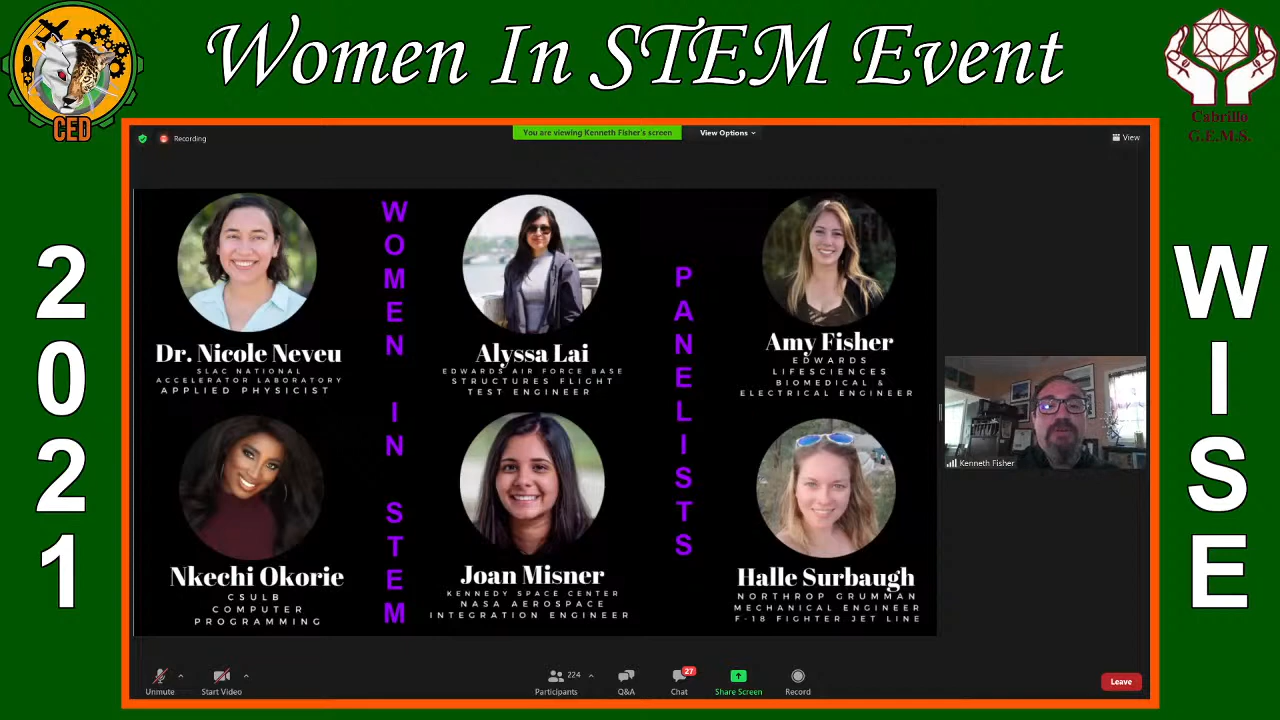 Women In STEM Event
CED
Cabrillo
G.E.M.S.
2021
WISE
Recording
You are viewing Kenneth Fisher's screen
View Options
View
WOMEN IN STEM
PANELISTS
Dr. Nicole Neveu
SLAC NATIONAL
ACCELERATOR LABORATORY
APPLIED PHYSICIST
Alyssa Lai
EDWARDS AIR FORCE BASE
STRUCTURES FLIGHT
TEST ENGINEER
Amy Fisher
EDWARDS
LIFESCIENCES
BIOMEDICAL &
ELECTRICAL ENGINEER
Nkechi Okorie
CSULB
COMPUTER
PROGRAMMING
Joan Misner
KENNEDY SPACE CENTER
NASA AEROSPACE
INTEGRATION ENGINEER
Halle Surbaugh
NORTHROP GRUMMAN
MECHANICAL ENGINEER
F-18 FIGHTER JET LINE
Kenneth Fisher
Unmute
Start Video
224
Participants
Q&A
27
Chat
Share Screen
Record
Leave